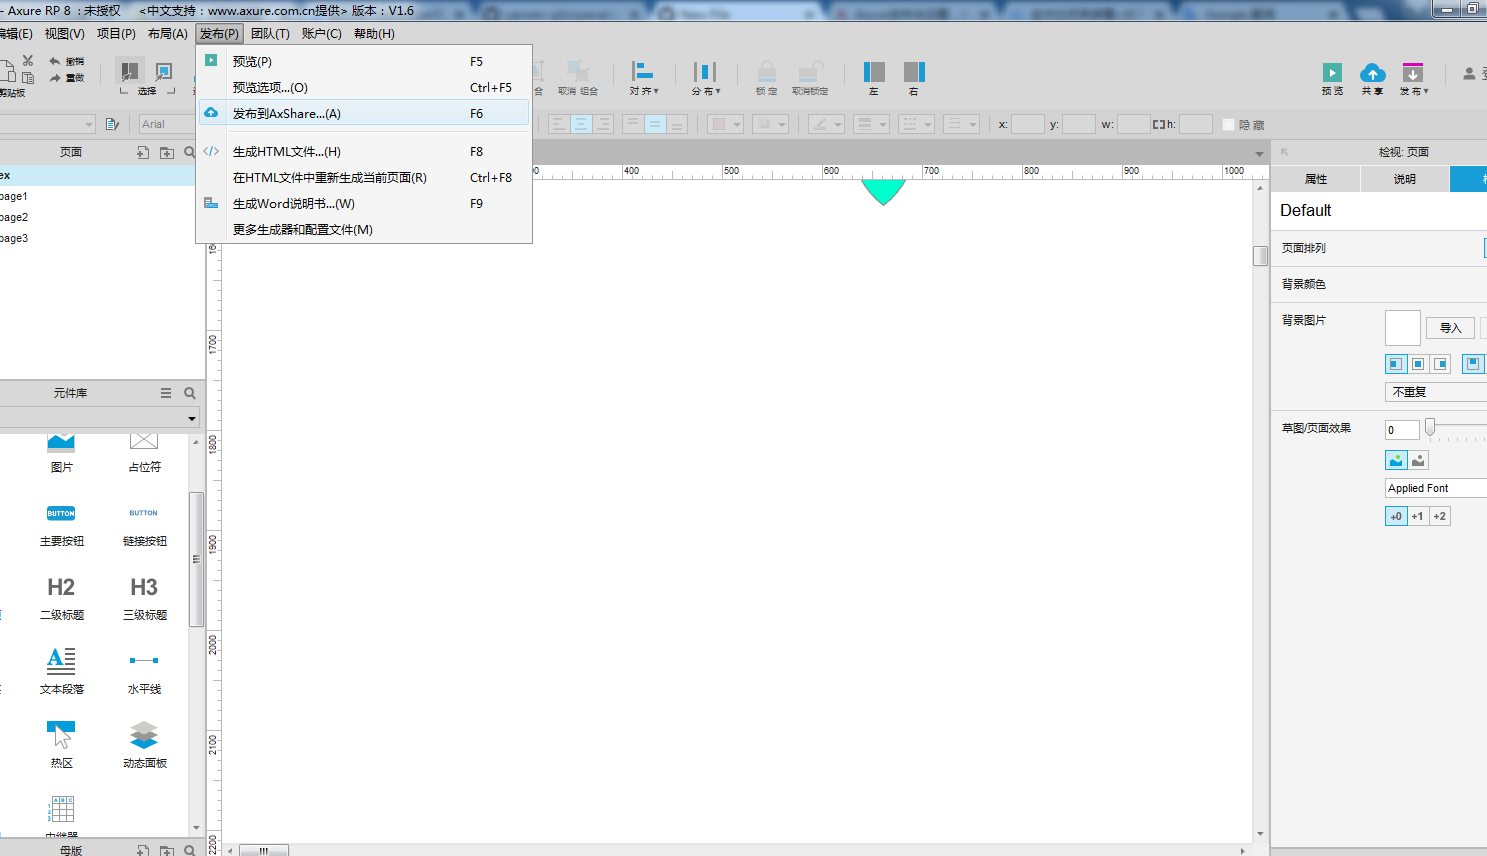 - Axure RP 8 : 未授权 <中文支持 : www.axure.com.cn提供> 版本 : V1.6
编辑(E) 视图(V) 项目(P) 布局(A) 发布(P) 团队(T) 账户(C) 帮助(H)
撤销
重做
剪贴板
选择
取消 组合
对齐
分布
锁定
取消锁定
左
右
预览
共享
发布
Arial
x:
y:
w:
h:
隐藏
预览(P) F5
预览选项...(O) Ctrl+F5
发布到AxShare...(A) F6
生成HTML文件...(H) F8
在HTML文件中重新生成当前页面(R) Ctrl+F8
生成Word说明书...(W) F9
更多生成器和配置文件(M)
页面
ex
page1
page2
page3
400
500
600
700
800
900
1000
1700
1800
1900
2000
2100
2200
元件库
图片
占位符
BUTTON
主要按钮
BUTTON
链接按钮
H2
二级标题
H3
三级标题
A
文本段落
水平线
热区
动态面板
A B C
1
2
3
中继器
母版
检视: 页面
属性
说明
Default
页面排列
背景颜色
背景图片
导入
不重复
草图/页面效果
0
Applied Font
+0 +1 +2